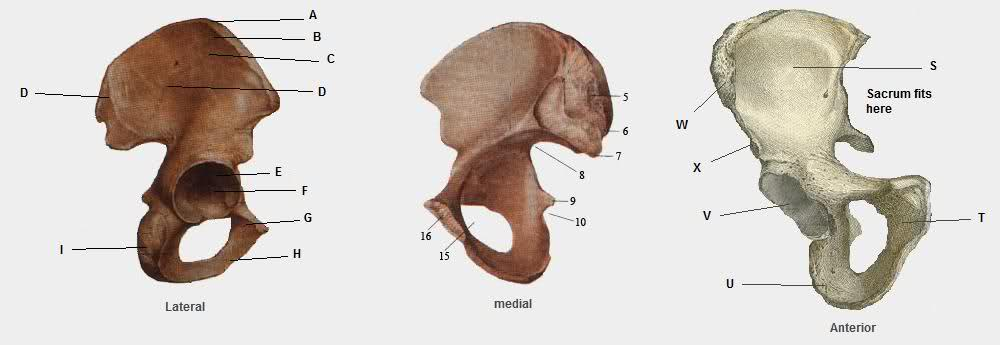 A
B
C
D
D
E
F
G
H
I
Lateral
5
6
7
8
9
10
16
15
medial
S
Sacrum fits
here
W
X
V
T
U
Anterior